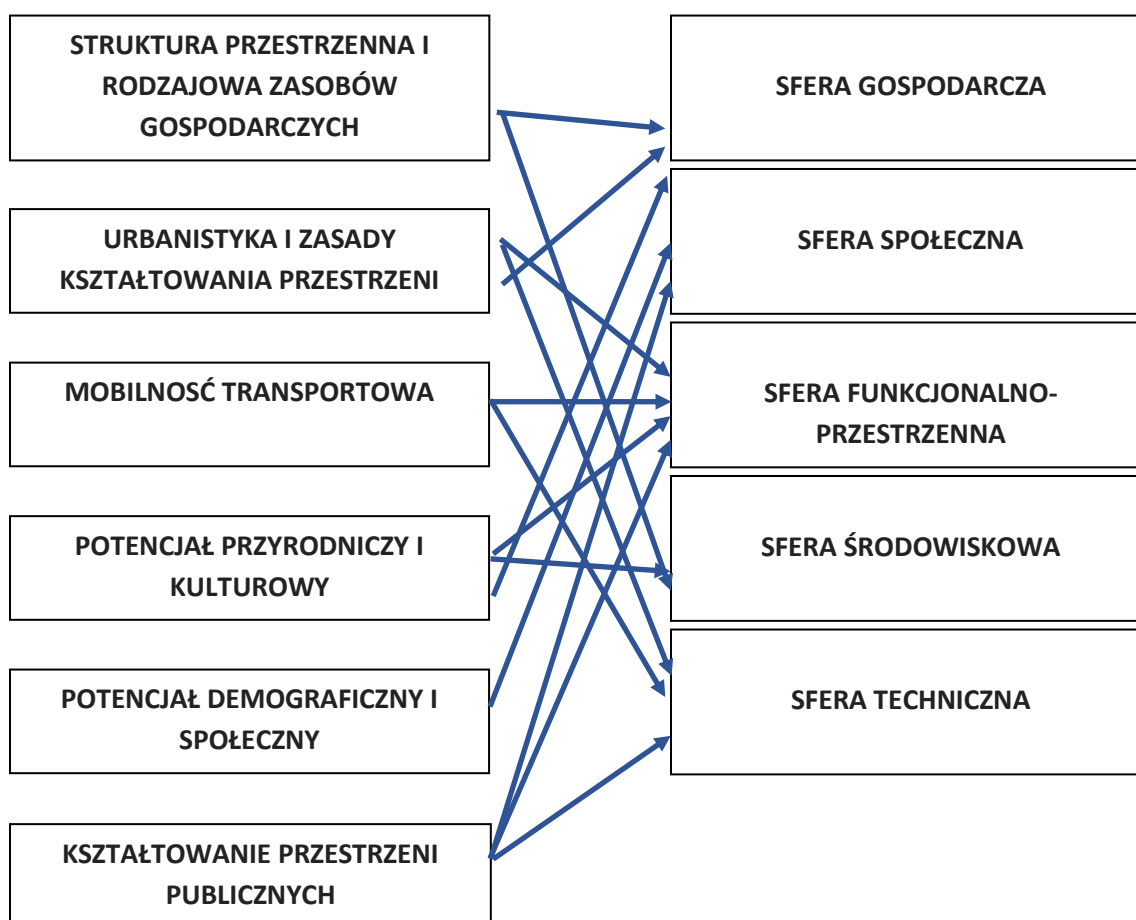 STRUKTURA PRZESTRZENNA I
RODZAJOWA ZASOBÓW
GOSPODARCZYCH
SFERA GOSPODARCZA
URBANISTYKA I ZASADY
KSZTAŁTOWANIA PRZESTRZENI
SFERA SPOŁECZNA
MOBILNOSĆ TRANSPORTOWA
SFERA FUNKCJONALNO-
PRZESTRZENNA
POTENCJAŁ PRZYRODNICZY I
KULTUROWY
SFERA ŚRODOWISKOWA
POTENCJAŁ DEMOGRAFICZNY I
SPOŁECZNY
SFERA TECHNICZNA
KSZTAŁTOWANIE PRZESTRZENI
PUBLICZNYCH